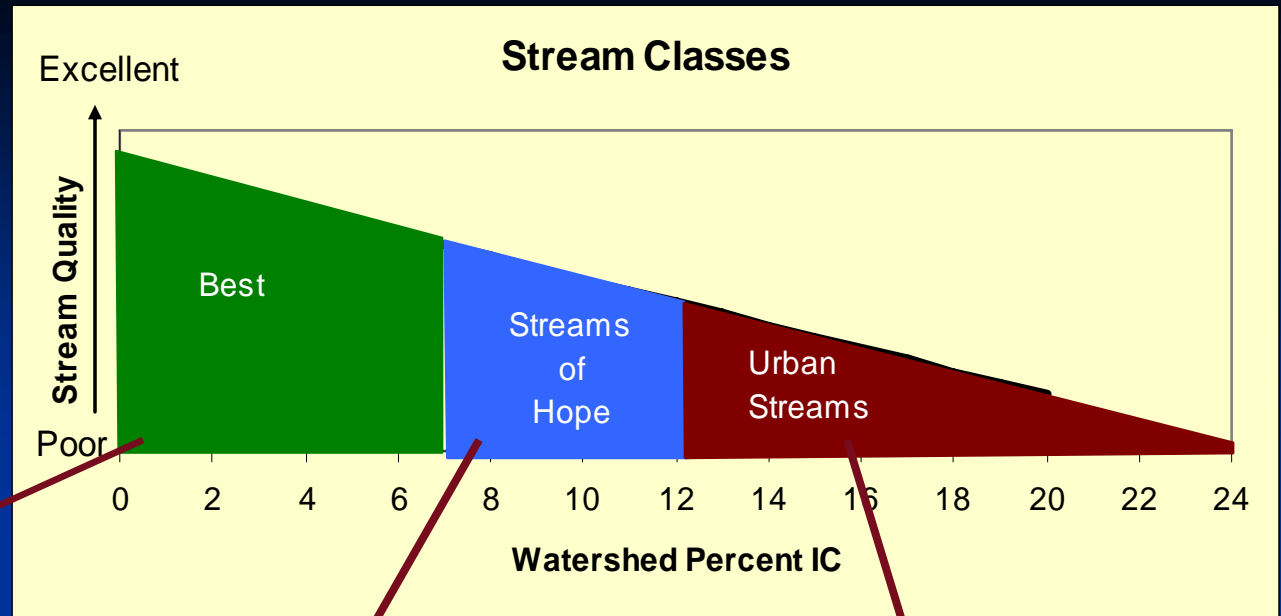 Stream Classes
Excellent
Stream Quality
Best
Streams
of
Hope
Urban
Streams
Poor
0 2 4 6 8 10 12 14 16 18 20 22 24
Watershed Percent IC